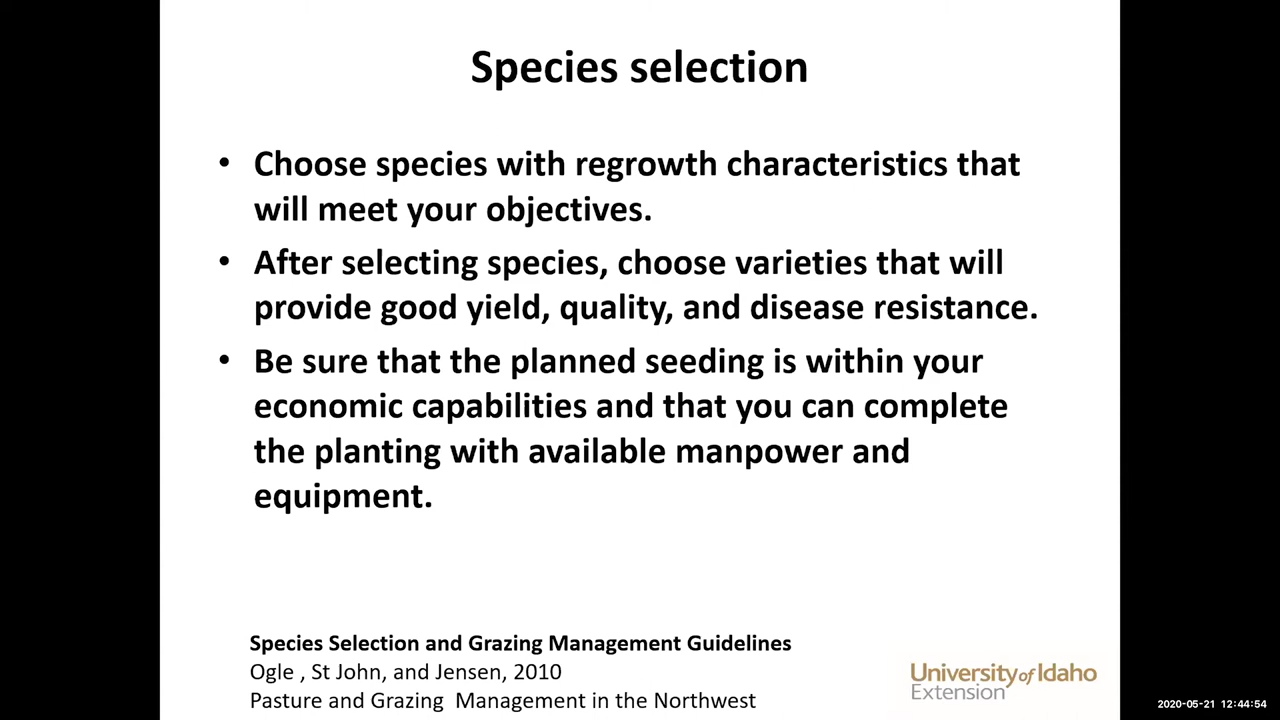 Species selection
• Choose species with regrowth characteristics that
will meet your objectives.
• After selecting species, choose varieties that will
provide good yield, quality, and disease resistance.
• Be sure that the planned seeding is within your
economic capabilities and that you can complete
the planting with available manpower and
equipment.
Species Selection and Grazing Management Guidelines
Ogle , St John, and Jensen, 2010
Pasture and Grazing  Management in the Northwest
University of Idaho
Extension
2020-05-21 12:44:54